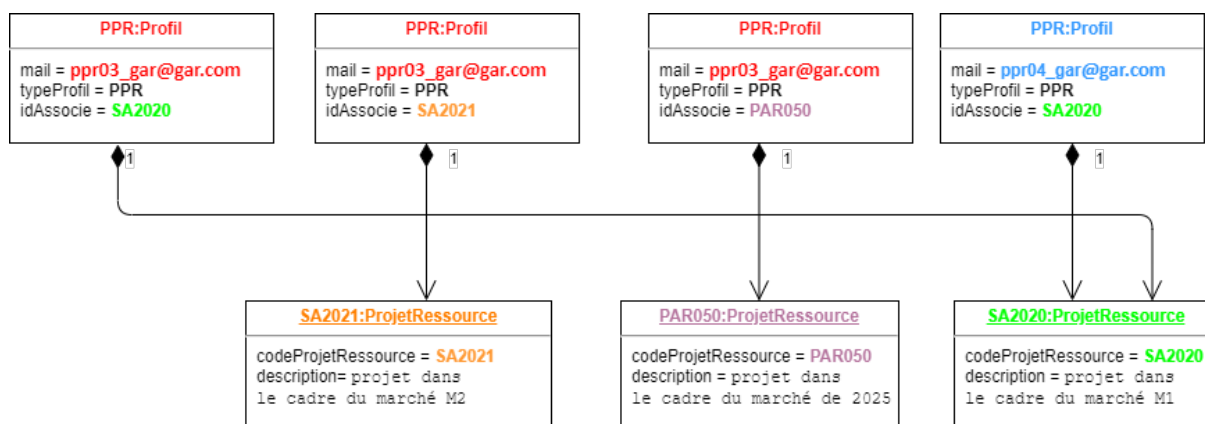 PPR:Profil
mail = ppr03_gar@gar.com
typeProfil = PPR
idAssocie = SA2020
1
PPR:Profil
mail = ppr03_gar@gar.com
typeProfil = PPR
idAssocie = SA2021
1
PPR:Profil
mail = ppr03_gar@gar.com
typeProfil = PPR
idAssocie = PAR050
1
PPR:Profil
mail = ppr04_gar@gar.com
typeProfil = PPR
idAssocie = SA2020
1
SA2021:ProjetRessource
codeProjetRessource = SA2021
description= projet dans
le cadre du marché M2
PAR050:ProjetRessource
codeProjetRessource = PAR050
description = projet dans
le cadre du marché de 2025
SA2020:ProjetRessource
codeProjetRessource = SA2020
description = projet dans
le cadre du marché M1